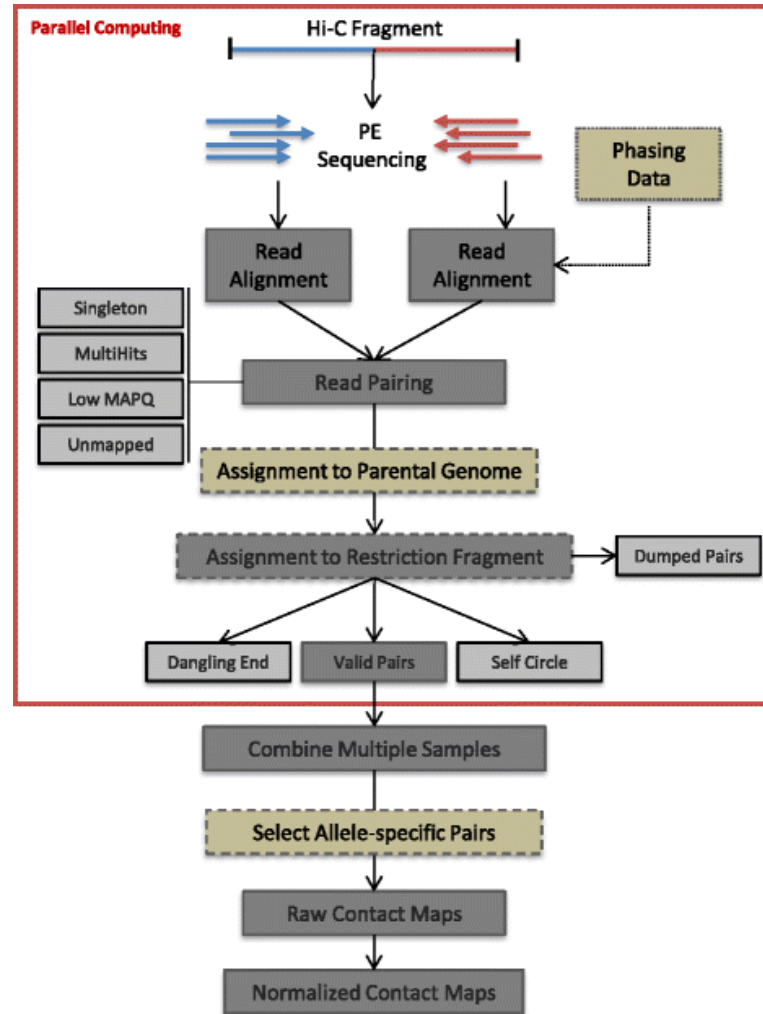 Parallel Computing
Hi-C Fragment
PE
Sequencing
Phasing
Data
Read
Alignment
Read
Alignment
Singleton
MultiHits
Low MAPQ
Unmapped
Read Pairing
Assignment to Parental Genome
Assignment to Restriction Fragment
Dumped Pairs
Dangling End
Valid Pairs
Self Circle
Combine Multiple Samples
Select Allele-specific Pairs
Raw Contact Maps
Normalized Contact Maps